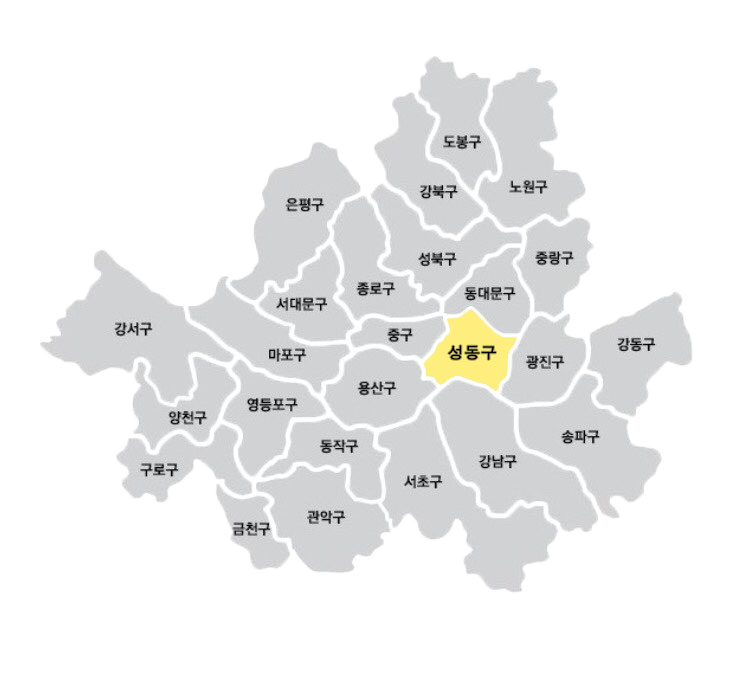 도봉구
노원구
강북구
은평구
성북구
중랑구
종로구
동대문구
서대문구
강서구
중구
강동구
마포구
성동구
광진구
용산구
영등포구
양천구
송파구
동작구
강남구
구로구
서초구
관악구
금천구